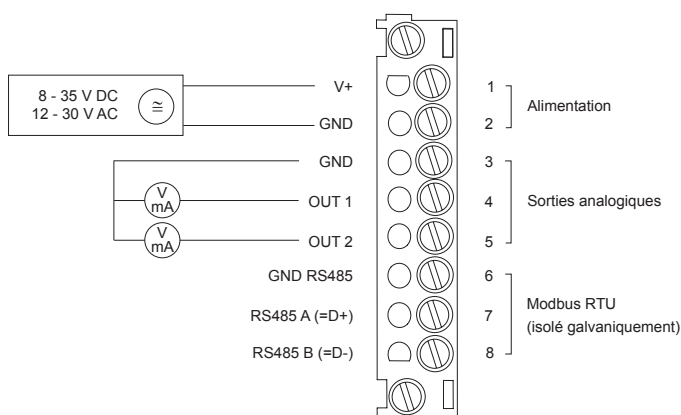 8 - 35 V DC
12 - 30 V AC
≅
V+ 1
GND 2
Alimentation
GND 3
V
mA
OUT 1 4
Sorties analogiques
V
mA
OUT 2 5
GND RS485 6
RS485 A (=D+) 7
Modbus RTU
(isolé galvaniquement)
RS485 B (=D-) 8